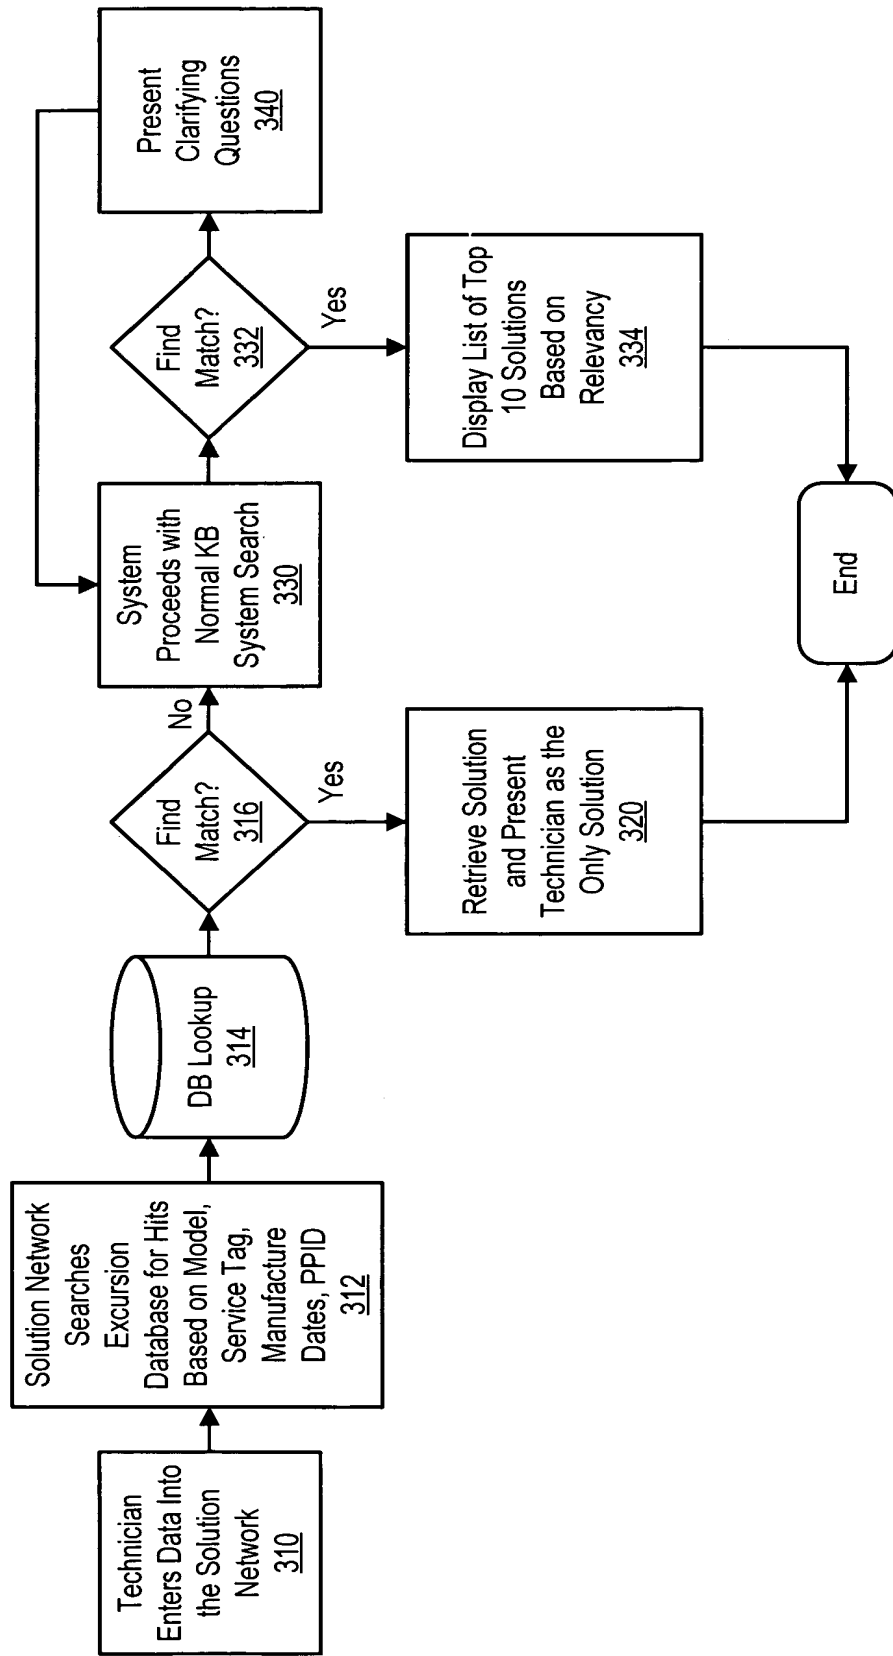 Technician
Enters Data Into
the Solution
Network
310
Solution Network
Searches
Excursion
Database for Hits
Based on Model,
Service Tag,
Manufacture
Dates, PPID
312
DB Lookup
314
Find
Match?
316
No
Yes
Retrieve Solution
and Present
Technician as the
Only Solution
320
System
Proceeds with
Normal KB
System Search
330
Find
Match?
332
Yes
Display List of Top
10 Solutions
Based on
Relevancy
334
Present
Clarifying
Questions
340
End